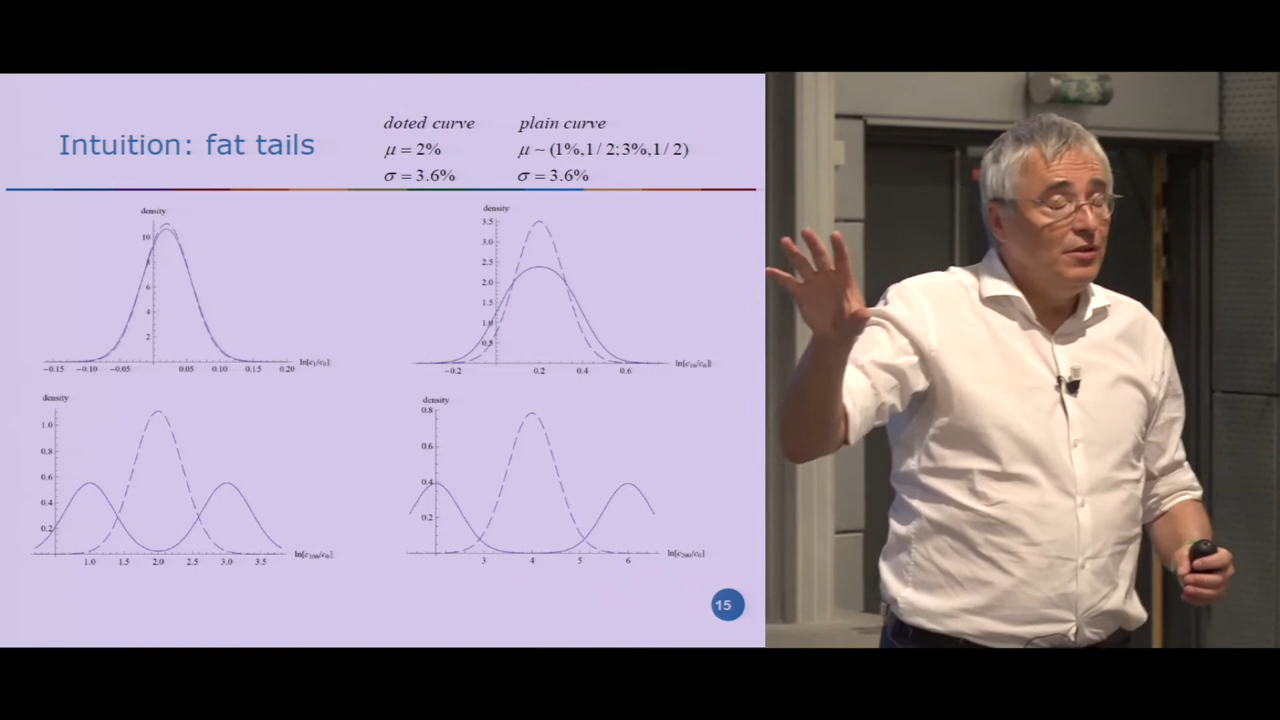 Intuition: fat tails
doted curve
μ = 2%
σ = 3.6%
plain curve
μ ~ (1%,1/2;3%,1/2)
σ = 3.6%
density
10
8
6
4
2
−0.15 −0.10 −0.05 0.05 0.10 0.15 0.20
ln[c₁/c₀]
density
3.5
3.0
2.5
2.0
1.5
1.0
0.5
−0.2 0.2 0.4 0.6
ln[c₁₀/c₀]
density
1.0
0.8
0.6
0.4
0.2
1.0 1.5 2.0 2.5 3.0 3.5
ln[c₁₀₀/c₀]
density
0.8
0.6
0.4
0.2
3 4 5 6
ln[c₂₀₀/c₀]
15